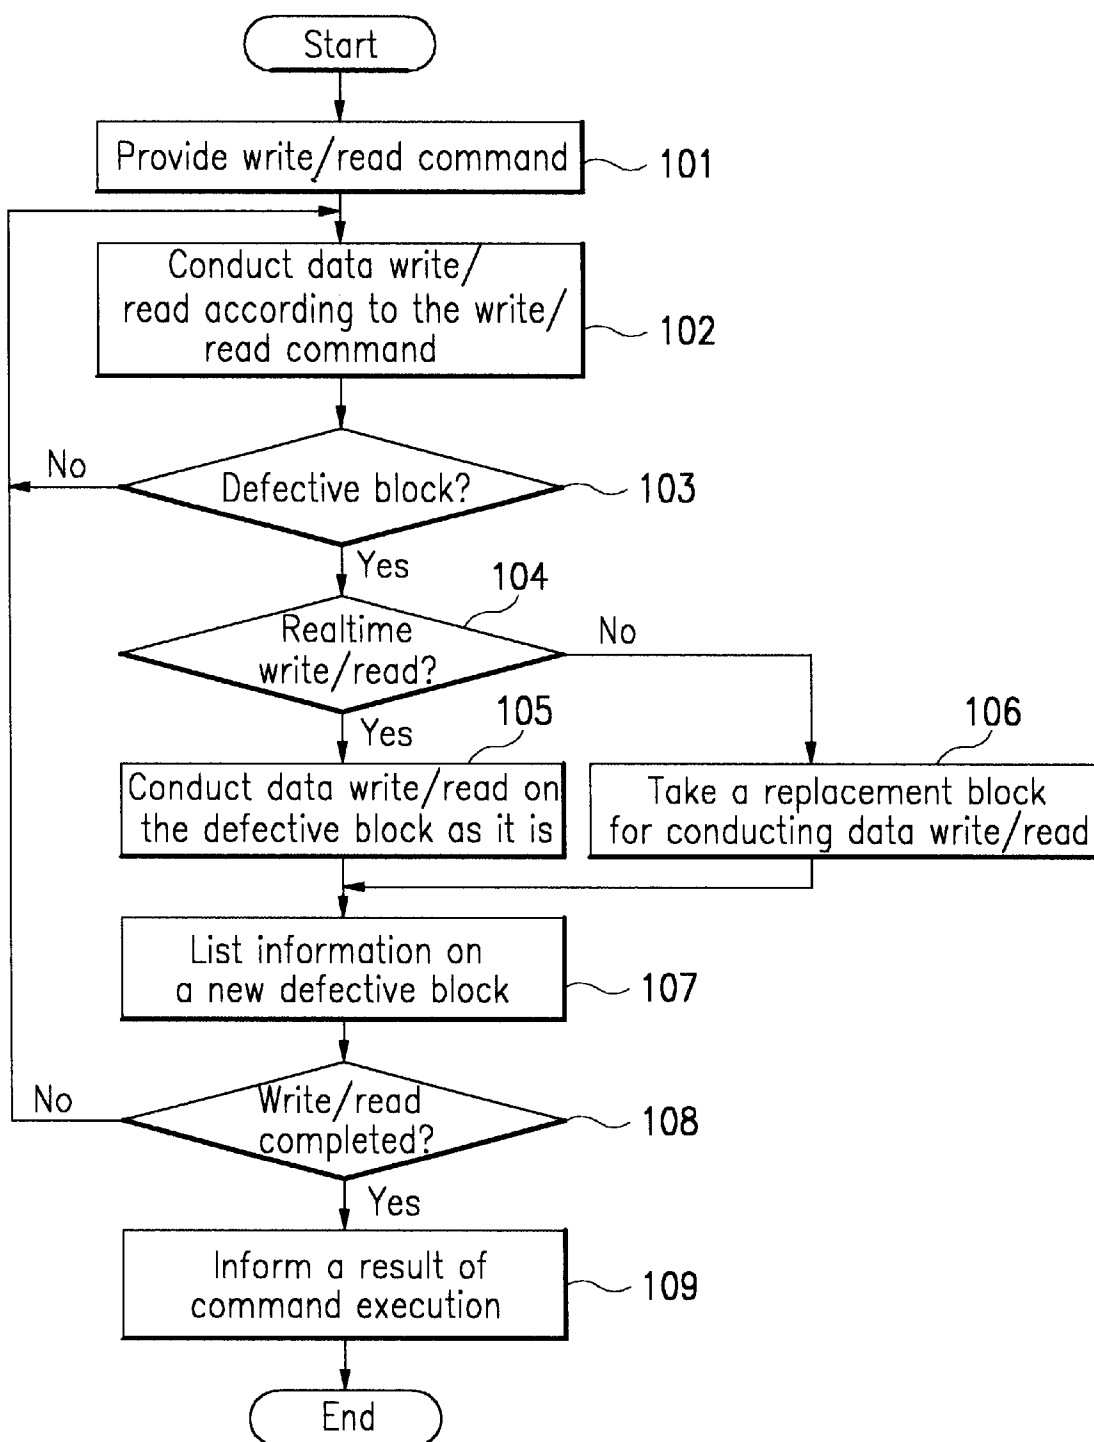 Start
Provide write/read command
101
Conduct data write/
read according to the write/
read command
102
No
Defective block?
103
Yes
104
Realtime
write/read?
No
Yes
105
106
Conduct data write/read on
the defective block as it is
Take a replacement block
for conducting data write/read
List information on
a new defective block
107
No
Write/read
completed?
108
Yes
Inform a result of
command execution
109
End